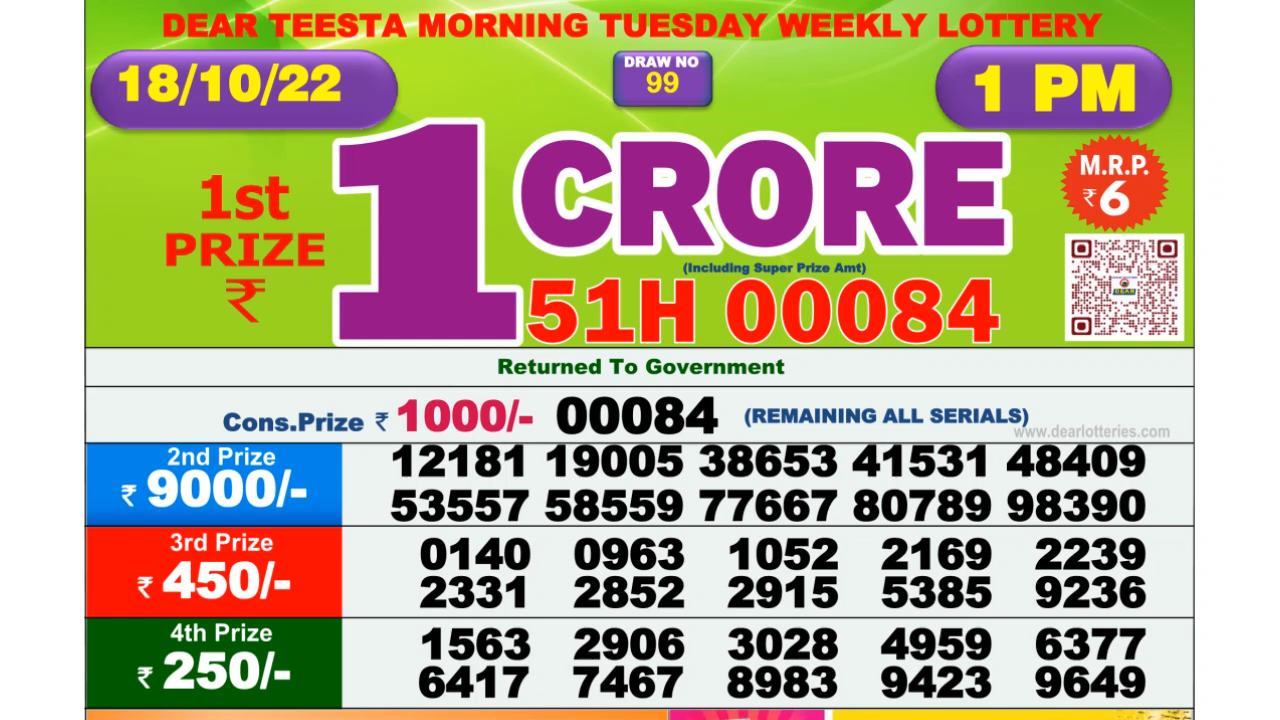 DEAR TEESTA MORNING TUESDAY WEEKLY LOTTERY
18/10/22
DRAW NO
99
1 PM
1st
PRIZE
₹
1 CRORE
(Including Super Prize Amt)
51H 00084
M.R.P.
₹ 6
DEAR
Returned To Government
Cons.Prize ₹ 1000/- 00084 (REMAINING ALL SERIALS)
www.dearlotteries.com
2nd Prize
₹ 9000/-
12181 19005 38653 41531 48409
53557 58559 77667 80789 98390
3rd Prize
₹ 450/-
0140 0963 1052 2169 2239
2331 2852 2915 5385 9236
4th Prize
₹ 250/-
1563 2906 3028 4959 6377
6417 7467 8983 9423 9649